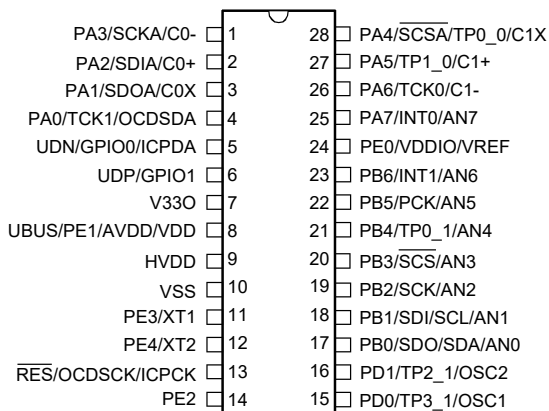 PA3/SCKA/C0- 1 28 PA4/SCSA/TP0_0/C1X
PA2/SDIA/C0+ 2 27 PA5/TP1_0/C1+
PA1/SDOA/C0X 3 26 PA6/TCK0/C1-
PA0/TCK1/OCDSDA 4 25 PA7/INT0/AN7
UDN/GPIO0/ICPDA 5 24 PE0/VDDIO/VREF
UDP/GPIO1 6 23 PB6/INT1/AN6
V33O 7 22 PB5/PCK/AN5
UBUS/PE1/AVDD/VDD 8 21 PB4/TP0_1/AN4
HVDD 9 20 PB3/SCS/AN3
VSS 10 19 PB2/SCK/AN2
PE3/XT1 11 18 PB1/SDI/SCL/AN1
PE4/XT2 12 17 PB0/SDO/SDA/AN0
RES/OCDSCK/ICPCK 13 16 PD1/TP2_1/OSC2
PE2 14 15 PD0/TP3_1/OSC1